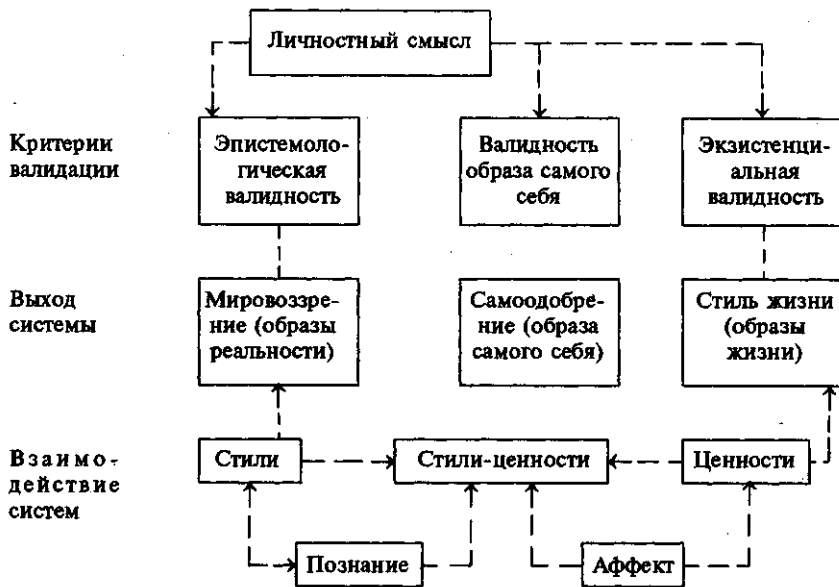 Личностный смысл
Критерии
валидации
Эпистемоло-
гическая
валидность
Валидность
образа самого
себя
Экзистенци-
альная
валидность
Выход
системы
Мировоззре-
ние (образы
реальности)
Самоодобре-
ние (образа
самого себя)
Стиль жизни
(образы
жизни)
Взаимо-
действие
систем
Стили
Стили-ценности
Ценности
Познание
Аффект